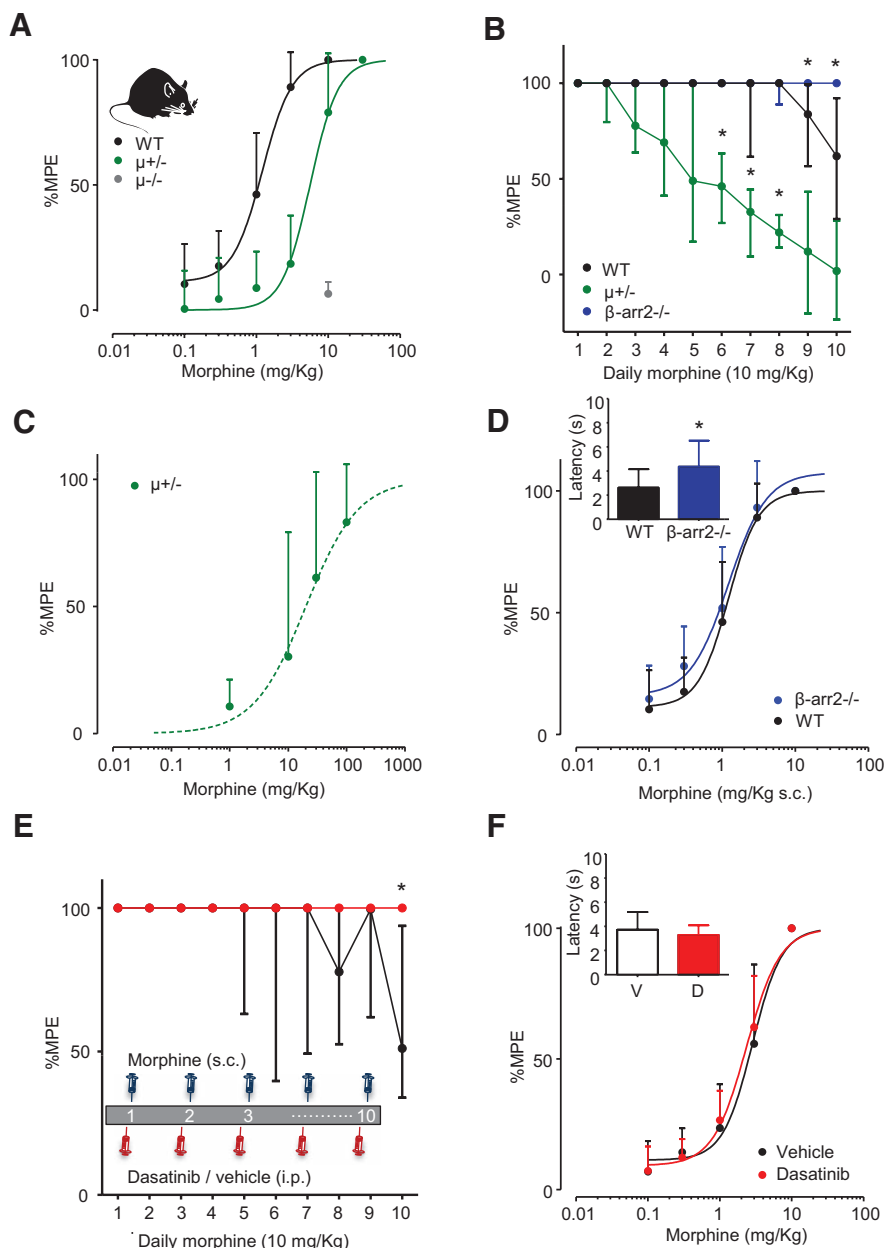 A
100
50
0
%MPE
WT
μ+/-
μ-/-
0.01 0.1 1 10 100
Morphine (mg/Kg)
B
100
50
0
%MPE
* *
*
*
*
WT
μ+/-
β-arr2-/-
1 2 3 4 5 6 7 8 9 10
Daily morphine (10 mg/Kg)
C
100
50
0
%MPE
μ+/-
0.01 0.1 1 10 100 1000
Morphine (mg/Kg)
D
10
8
6
4
2
0
Latency (s)
*
WT β-arr2-/-
100
50
0
%MPE
β-arr2-/-
WT
0.01 0.1 1 10 100
Morphine (mg/Kg s.c.)
E
*
100
50
0
%MPE
Morphine (s.c.)
1 2 3 .......... 10
Dasatinib / vehicle (i.p.)
1 2 3 4 5 6 7 8 9 10
Daily morphine (10 mg/Kg)
F
10
8
6
4
2
0
Latency (s)
V D
100
50
0
%MPE
Vehicle
Dasatinib
0.01 0.1 1 10 100
Morphine (mg/Kg)